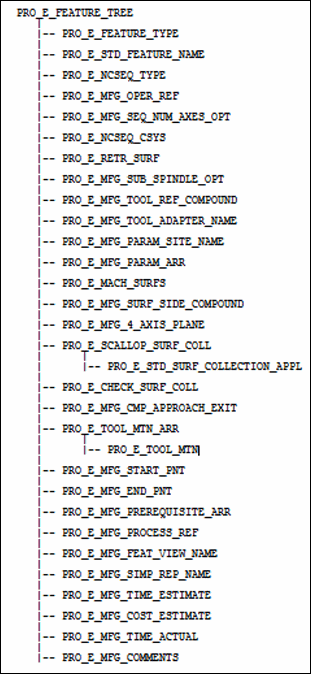 PRO_E_FEATURE_TREE
|-- PRO_E_FEATURE_TYPE
|-- PRO_E_STD_FEATURE_NAME
|-- PRO_E_NCSEQ_TYPE
|-- PRO_E_MFG_OPER_REF
|-- PRO_E_MFG_SEQ_NUM_AXES_OPT
|-- PRO_E_NCSEQ_CSYS
|-- PRO_E_RETR_SURF
|-- PRO_E_MFG_SUB_SPINDLE_OPT
|-- PRO_E_MFG_TOOL_REF_COMPOUND
|-- PRO_E_MFG_TOOL_ADAPTER_NAME
|-- PRO_E_MFG_PARAM_SITE_NAME
|-- PRO_E_MFG_PARAM_ARR
|-- PRO_E_MACH_SURFS
|-- PRO_E_MFG_SURF_SIDE_COMPOUND
|-- PRO_E_MFG_4_AXIS_PLANE
|-- PRO_E_SCALLOP_SURF_COLL
|-- PRO_E_STD_SURF_COLLECTION_APPL
|-- PRO_E_CHECK_SURF_COLL
|-- PRO_E_MFG_CMP_APPROACH_EXIT
|-- PRO_E_TOOL_MTN_ARR
|-- PRO_E_TOOL_MTN
|-- PRO_E_MFG_START_PNT
|-- PRO_E_MFG_END_PNT
|-- PRO_E_MFG_PREREQUISITE_ARR
|-- PRO_E_MFG_PROCESS_REF
|-- PRO_E_MFG_FEAT_VIEW_NAME
|-- PRO_E_MFG_SIMP_REP_NAME
|-- PRO_E_MFG_TIME_ESTIMATE
|-- PRO_E_MFG_COST_ESTIMATE
|-- PRO_E_MFG_TIME_ACTUAL
|-- PRO_E_MFG_COMMENTS